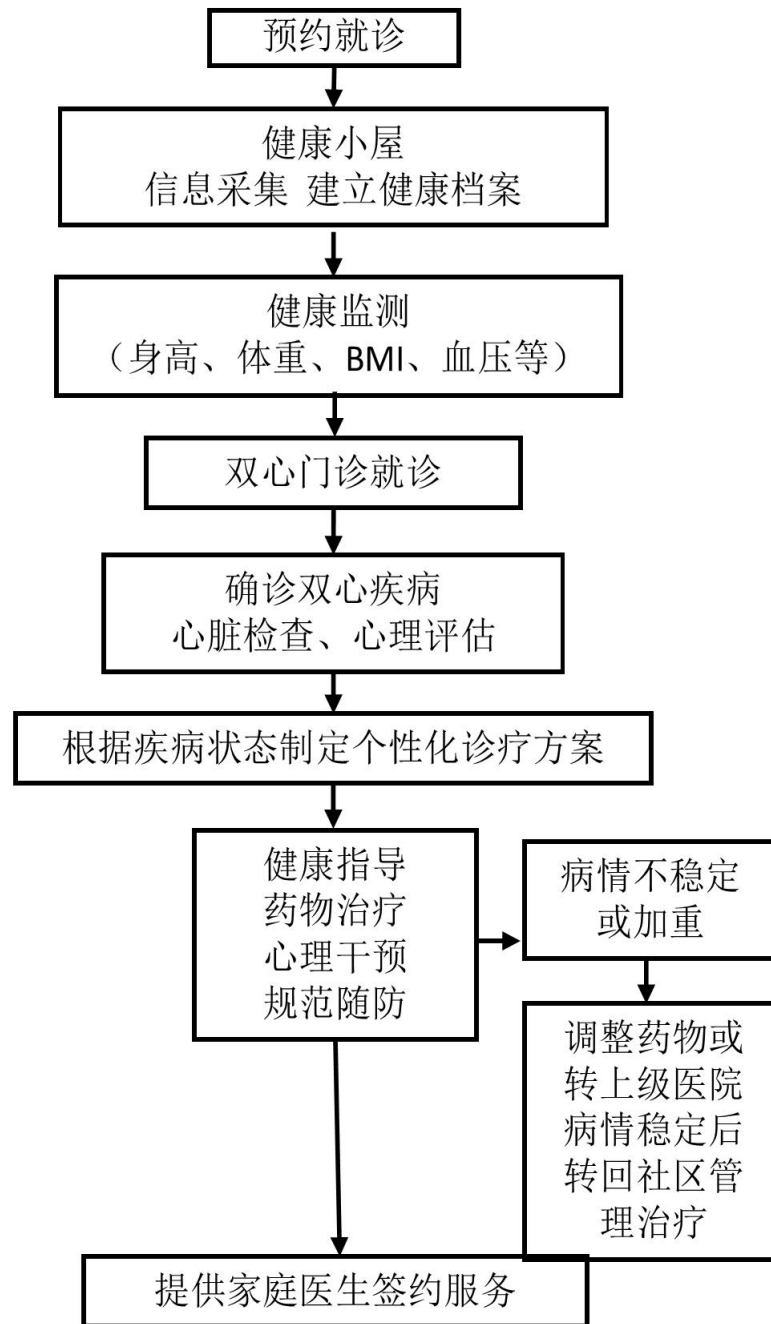 预约就诊
健康小屋
信息采集 建立健康档案
健康监测
（身高、体重、BMI、血压等）
双心门诊就诊
确诊双心疾病
心脏检查、心理评估
根据疾病状态制定个性化诊疗方案
健康指导
药物治疗
心理干预
规范随防
病情不稳定
或加重
调整药物或
转上级医院
病情稳定后
转回社区管
理治疗
提供家庭医生签约服务